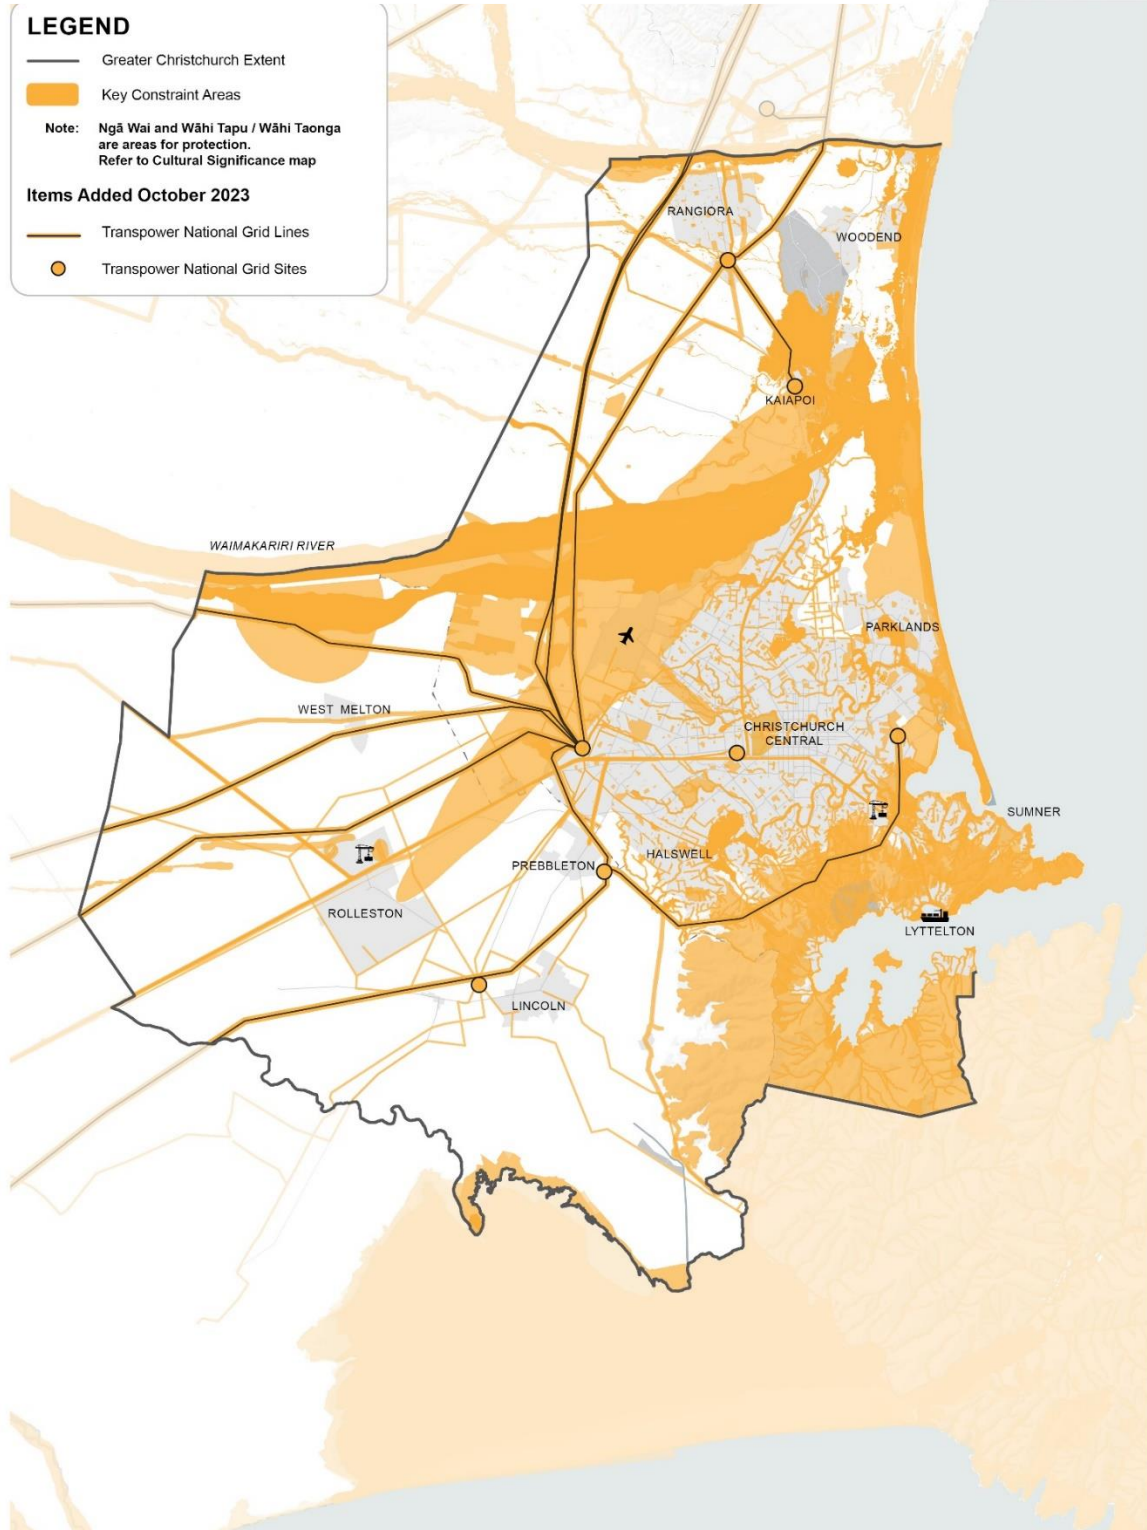 LEGEND
Greater Christchurch Extent
Key Constraint Areas
Note: Ngā Wai and Wāhi Tapu / Wāhi Taonga
are areas for protection.
Refer to Cultural Significance map
Items Added October 2023
Transpower National Grid Lines
Transpower National Grid Sites
RANGIORA
WOODEND
KAIAPOI
WAIMAKARIRI RIVER
PARKLANDS
WEST MELTON
CHRISTCHURCH
CENTRAL
SUMNER
HALSWELL
PREBBLETON
ROLLESTON
LYTTELTON
LINCOLN